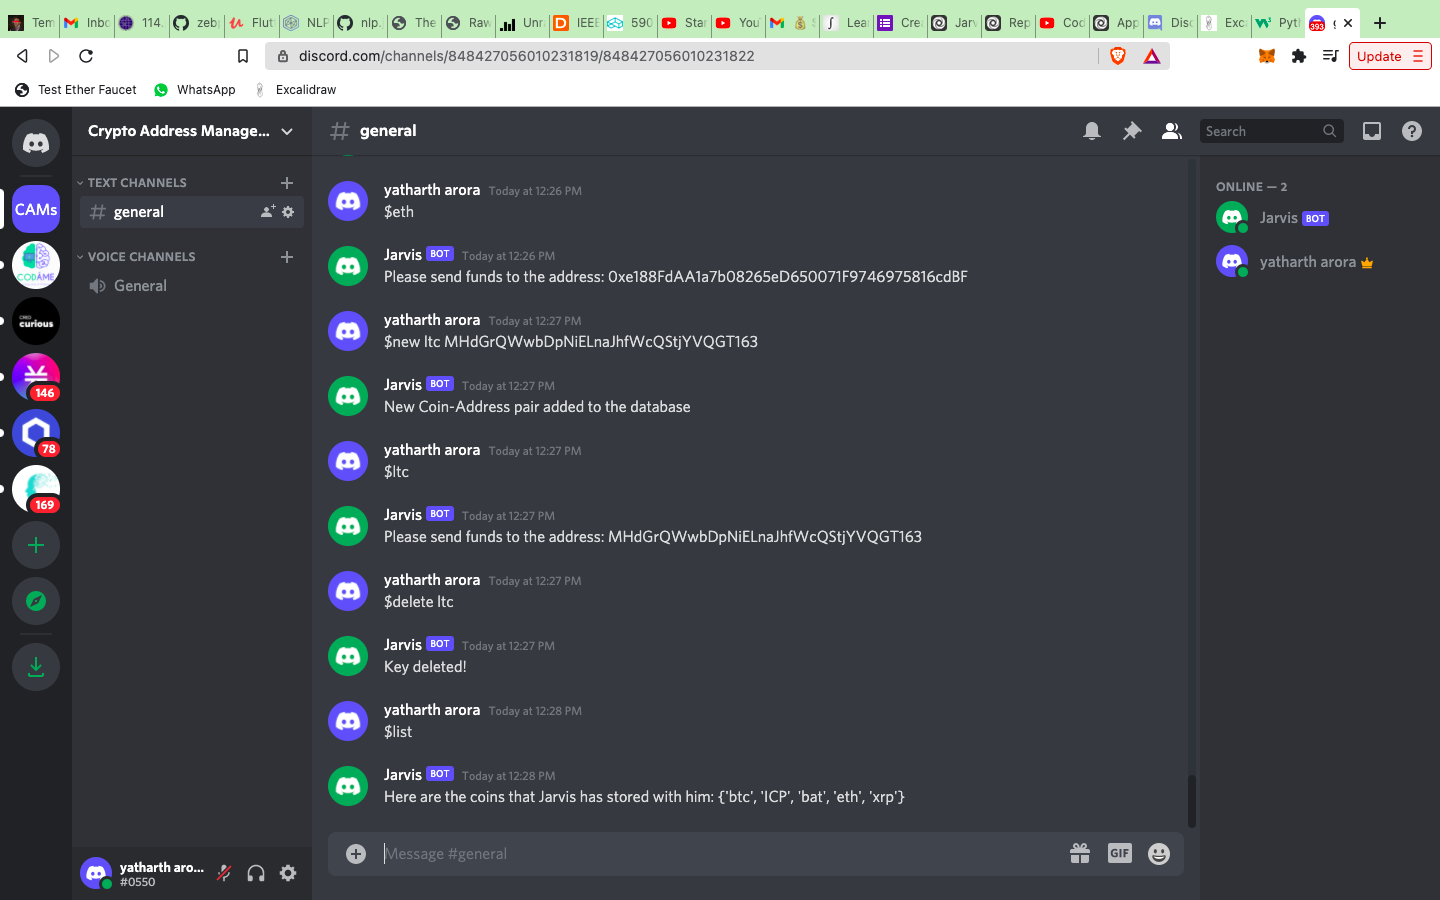 Tem
Inbo
114.
zeb
Flut
NLP
nlp.
The
Raw
Unr
IEEE
590
Star
You
Lea
Crea
Jarv
Rep
Cod
App
Disc
Exca
Pyt
393
discord.com/channels/848427056010231819/848427056010231822
Update
Test Ether Faucet
WhatsApp
Excalidraw
Crypto Address Manage...
# general
Search
TEXT CHANNELS
# general
VOICE CHANNELS
General
CAMs
CODAME
curious
146
78
169
yatharth arora Today at 12:26 PM
$eth
Jarvis BOT Today at 12:26 PM
Please send funds to the address: 0xe188FdAA1a7b08265eD650071F9746975816cdBF
yatharth arora Today at 12:27 PM
$new ltc MHdGrQWwbDpNiELnaJhfWcQStjYVQGT163
Jarvis BOT Today at 12:27 PM
New Coin-Address pair added to the database
yatharth arora Today at 12:27 PM
$ltc
Jarvis BOT Today at 12:27 PM
Please send funds to the address: MHdGrQWwbDpNiELnaJhfWcQStjYVQGT163
yatharth arora Today at 12:27 PM
$delete ltc
Jarvis BOT Today at 12:27 PM
Key deleted!
yatharth arora Today at 12:28 PM
$list
Jarvis BOT Today at 12:28 PM
Here are the coins that Jarvis has stored with him: {'btc', 'ICP', 'bat', 'eth', 'xrp'}
Message #general
GIF
ONLINE — 2
Jarvis BOT
yatharth arora
yatharth aro...
#0550